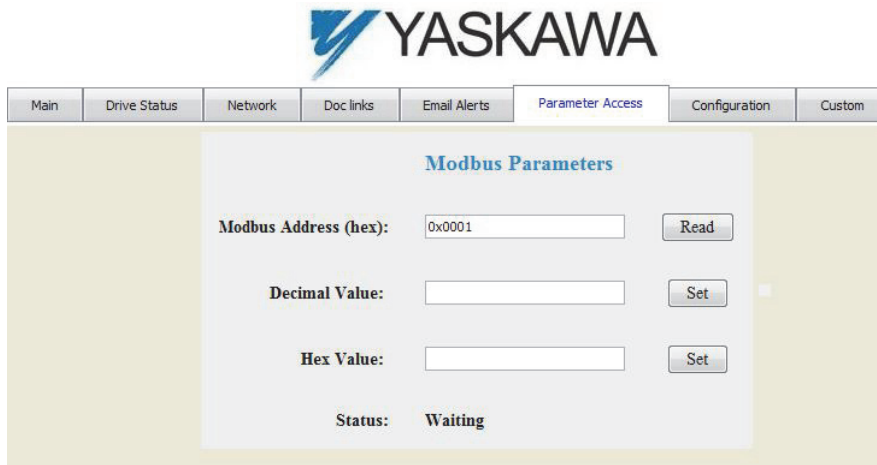 YASKAWA
Main Drive Status Network Doc links Email Alerts Parameter Access Configuration Custom
Modbus Parameters
Modbus Address (hex): 0x0001 Read
Decimal Value: Set
Hex Value: Set
Status: Waiting